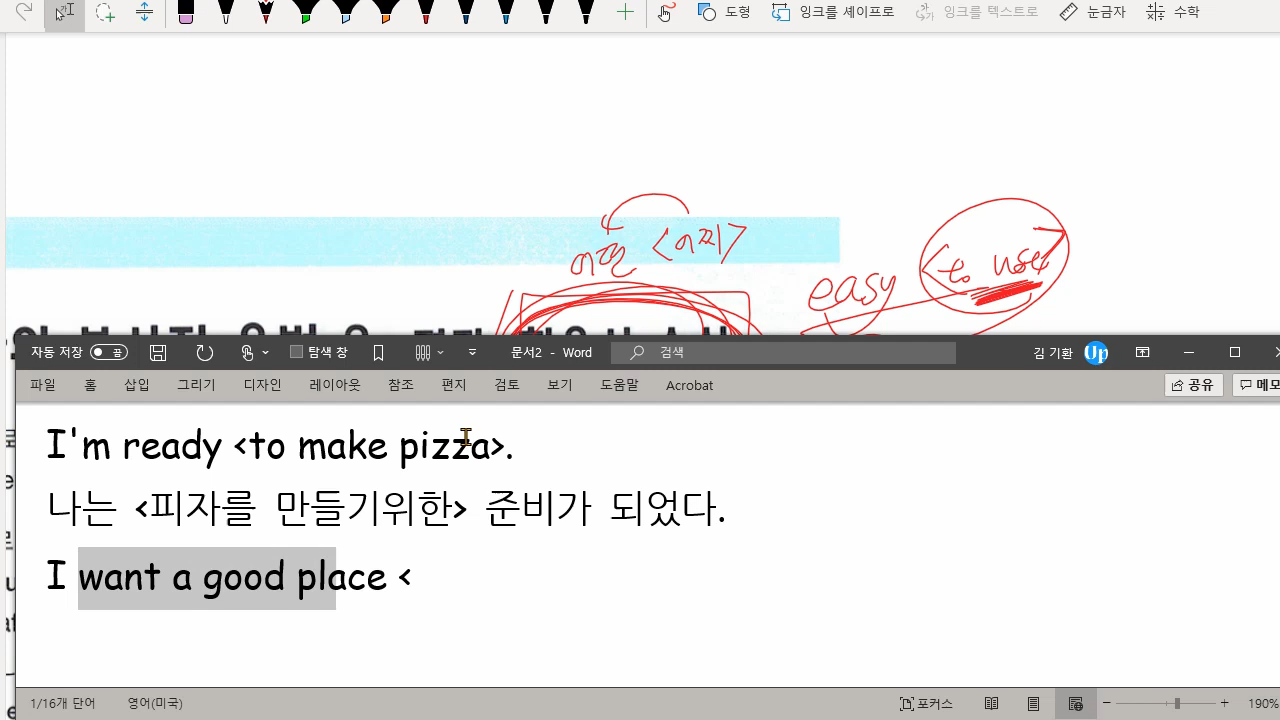 도형
잉크를 셰이프로
잉크를 텍스트로
눈금자
수학
어떤 <어찌>
easy <to use>
자동 저장
탐색 창
문서2 - Word
검색
김 기환
Up
파일 홈 삽입 그리기 디자인 레이아웃 참조 편지 검토 보기 도움말 Acrobat
공유
메모
I'm ready <to make pizza>.
나는 <피자를 만들기위한> 준비가 되었다.
I want a good place <
1/16개 단어
영어(미국)
포커스
190%